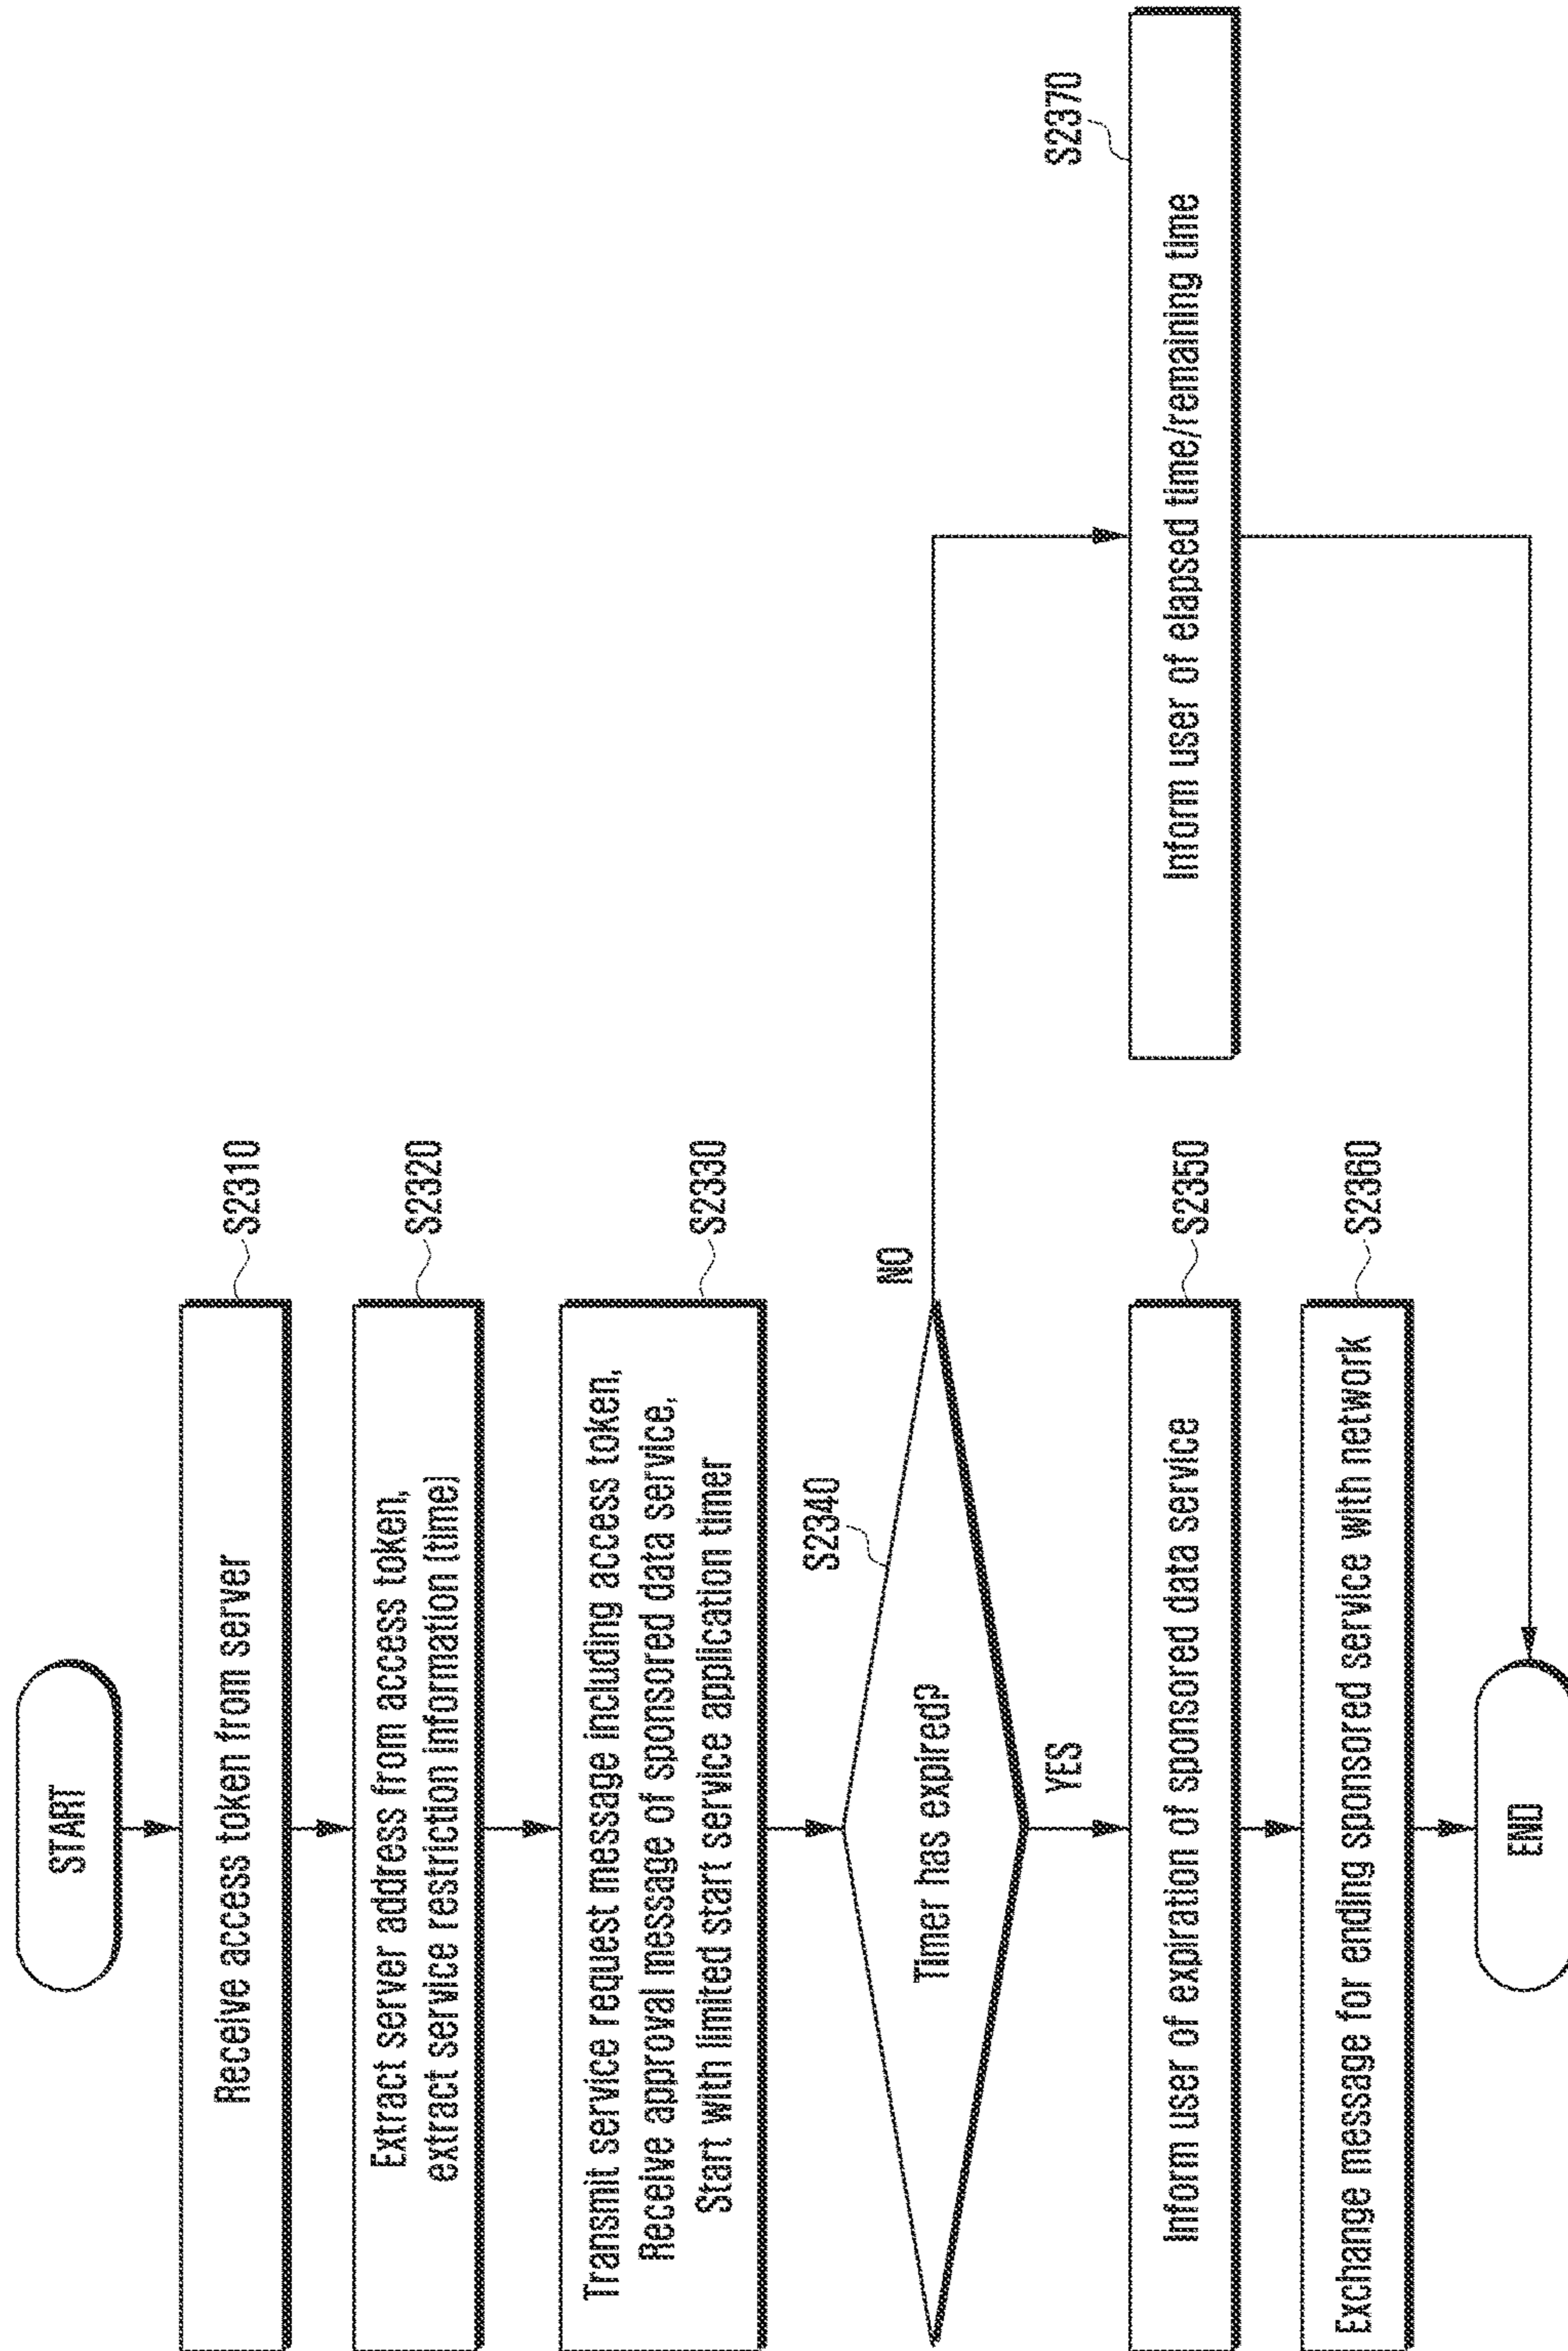 START
Receive access token from server
S2310
Extract server address from access token,
extract service restriction information (time)
S2320
Transmit service request message including access token,
Receive approval message of sponsored data service,
Start with limited start service application timer
S2330
S2340
Timer has expired?
NO
YES
Inform user of expiration of sponsored data service
S2350
Inform user of elapsed time/remaining time
S2370
Exchange message for ending sponsored service with network
S2360
END